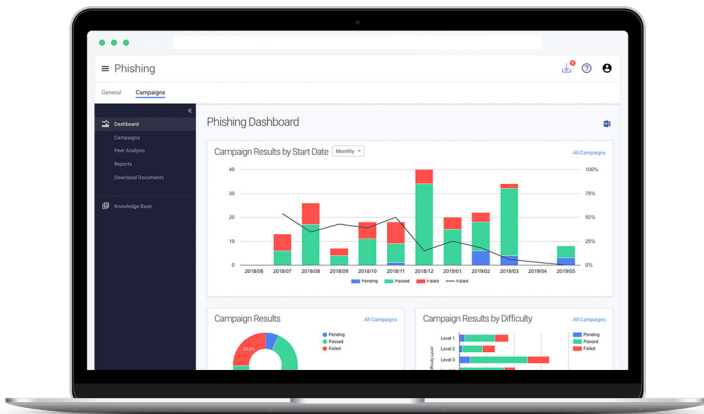 Phishing
General Campaigns
Dashboard
Campaigns
Peer Analysis
Reports
Download Documents
Knowledge Base
Phishing Dashboard
Campaign Results by Start Date Monthly All Campaigns
40 100%
30 75%
20 50%
10 25%
0 0%
2018/06 2018/07 2018/08 2018/09 2018/10 2018/11 2018/12 2019/01 2019/02 2019/03 2019/04 2019/05
Pending Passed Failed Failed
Campaign Results All Campaigns
Pending
Passed
Failed
Campaign Results by Difficulty All Campaigns
Level 1
Level 2
Level 3
Pending
Passed
Failed